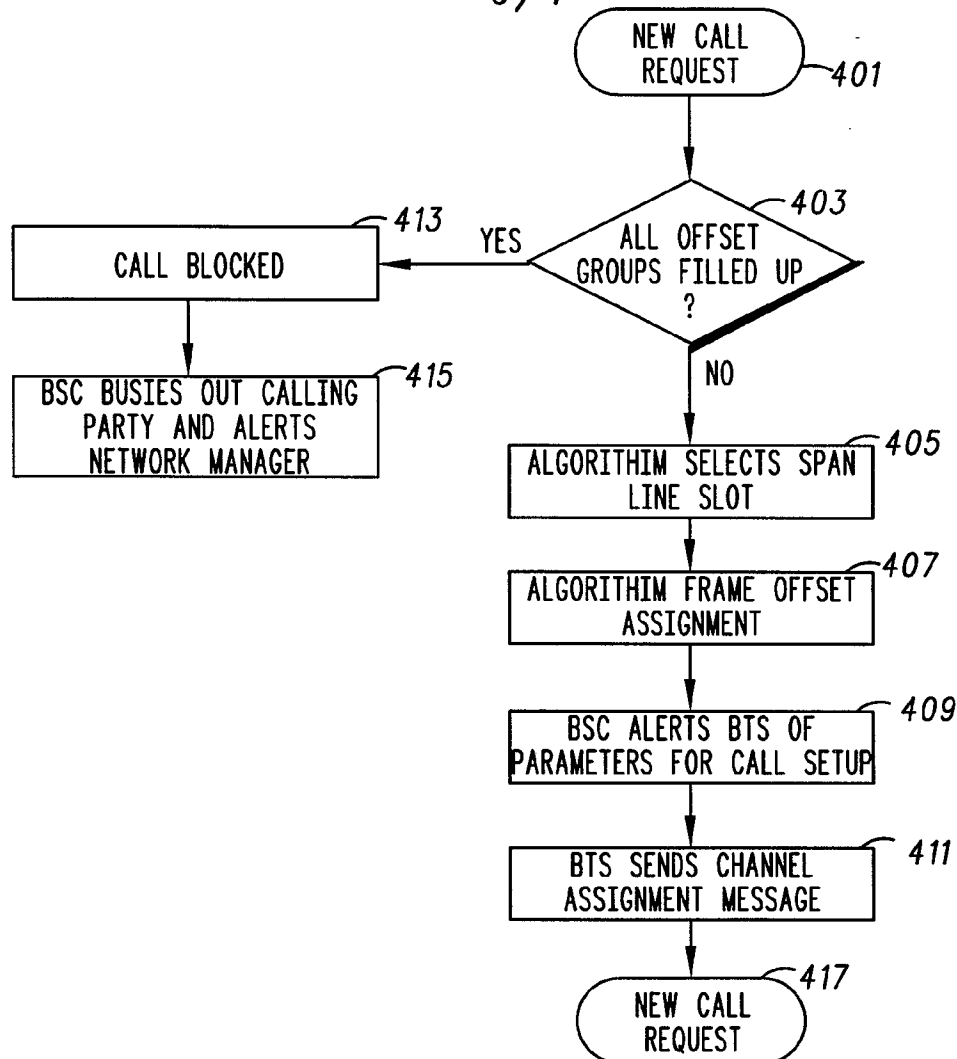 NEW CALL
REQUEST
401
403
ALL OFFSET
GROUPS FILLED UP
?
YES
NO
413
CALL BLOCKED
415
BSC BUSIES OUT CALLING
PARTY AND ALERTS
NETWORK MANAGER
405
ALGORITHIM SELECTS SPAN
LINE SLOT
407
ALGORITHIM FRAME OFFSET
ASSIGNMENT
409
BSC ALERTS BTS OF
PARAMETERS FOR CALL SETUP
411
BTS SENDS CHANNEL
ASSIGNMENT MESSAGE
417
NEW CALL
REQUEST